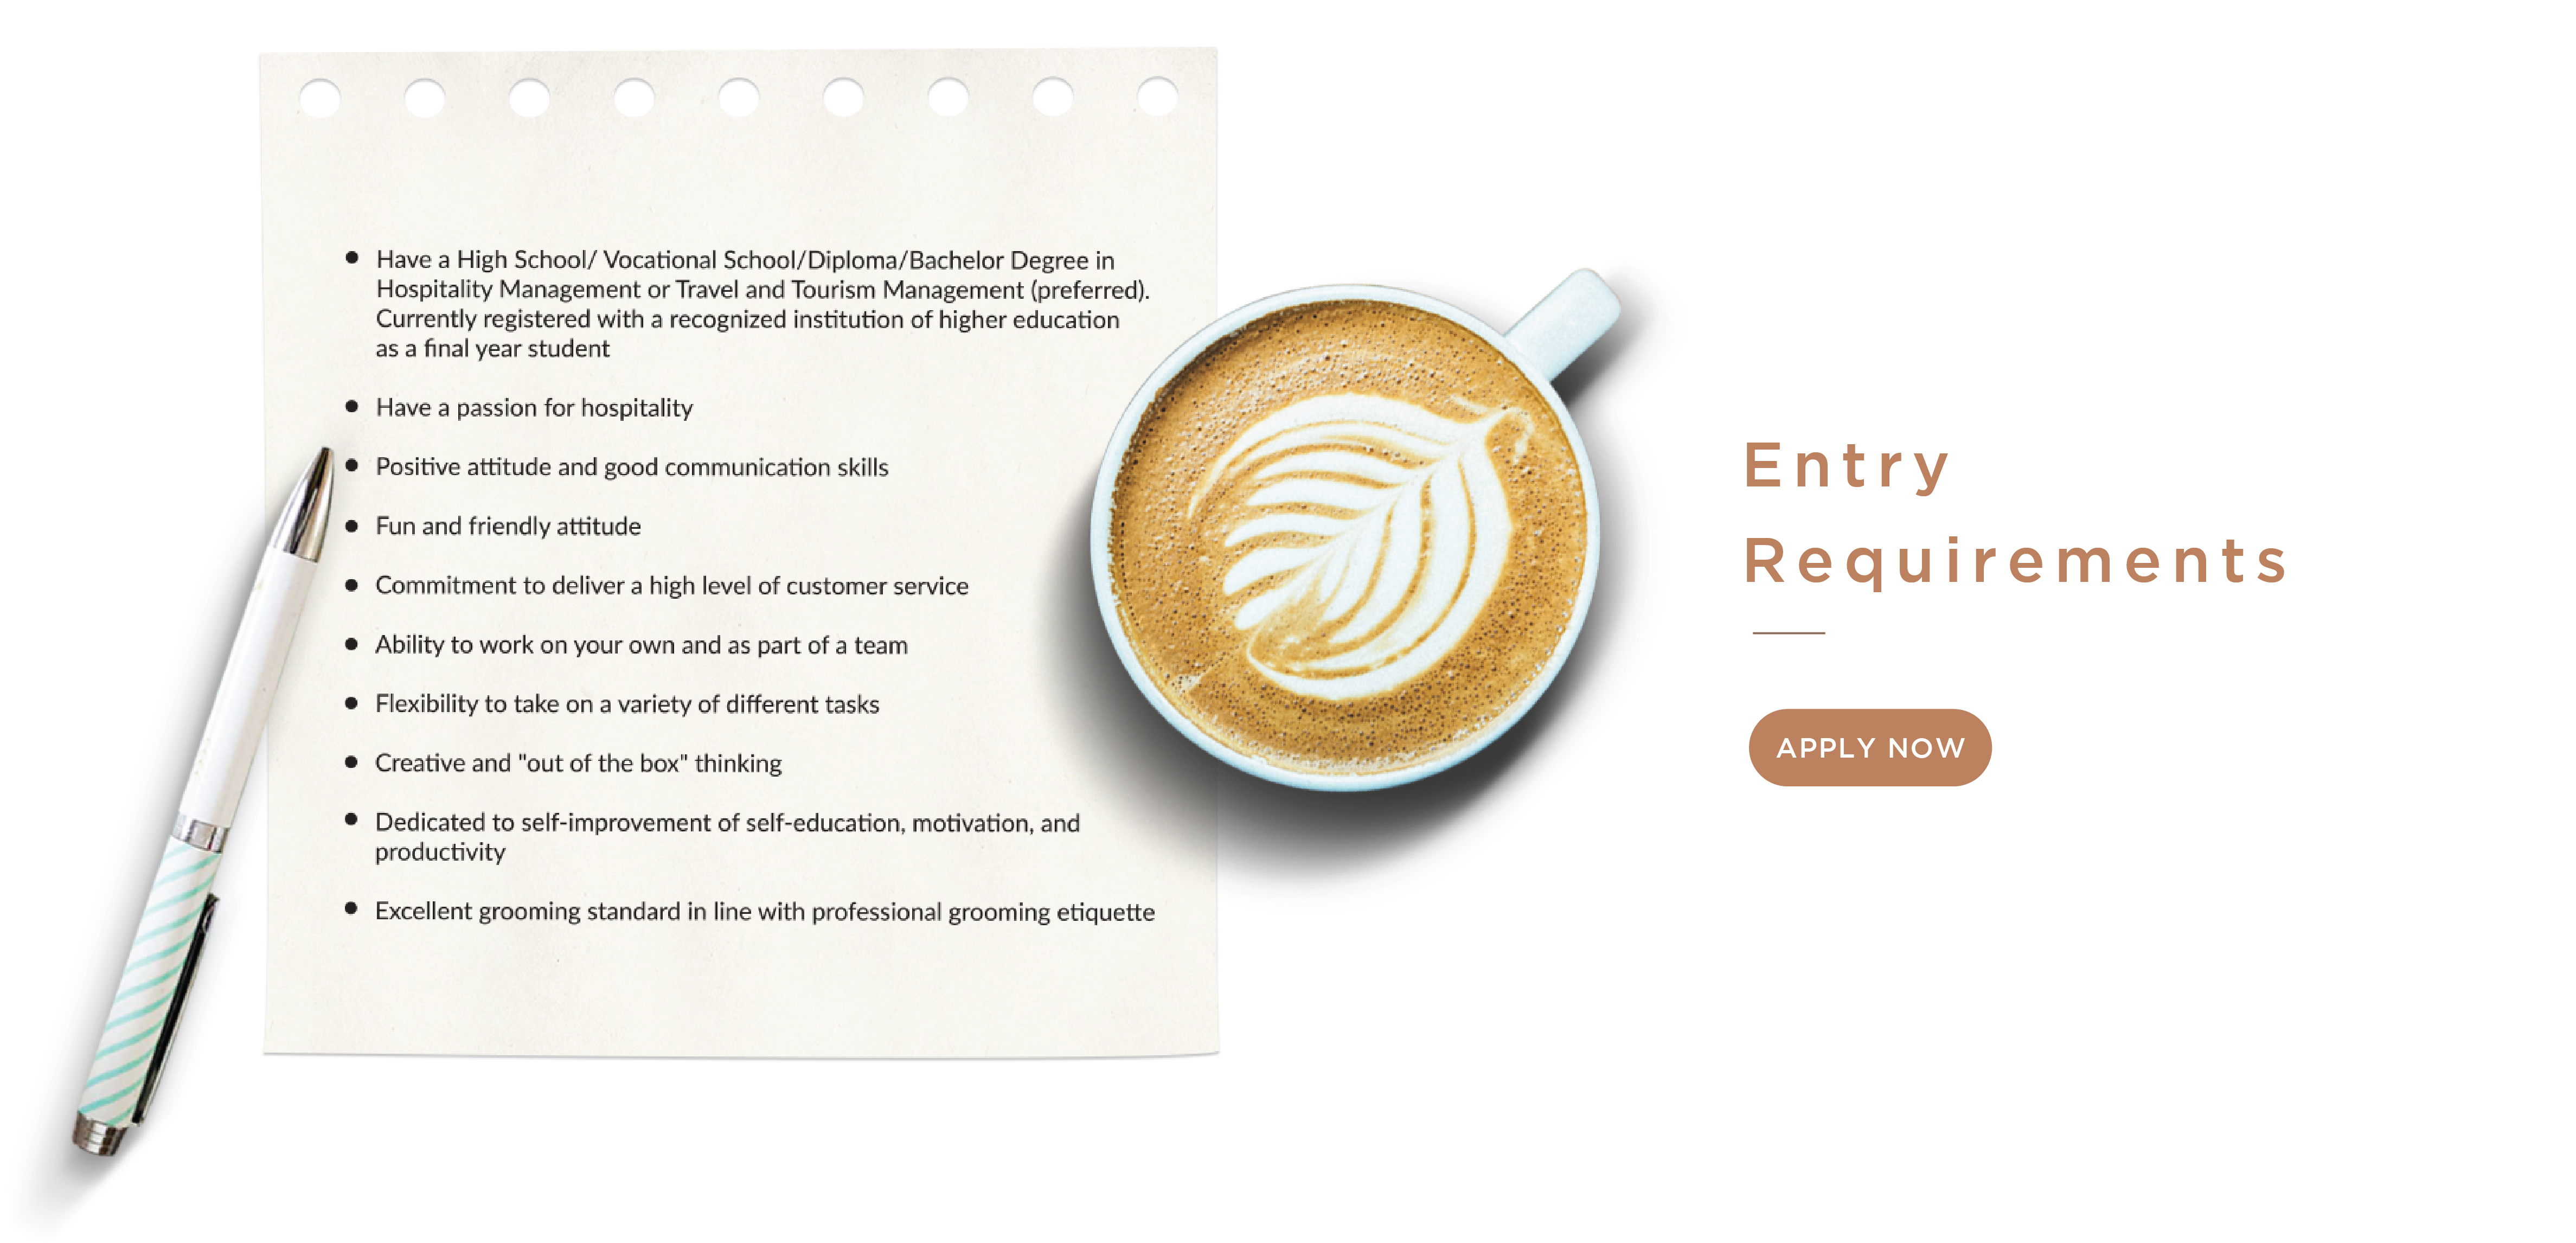 Have a High School/ Vocational School/Diploma/Bachelor Degree in
Hospitality Management or Travel and Tourism Management (preferred).
Currently registered with a recognized institution of higher education
as a final year student
Have a passion for hospitality
Positive attitude and good communication skills
Fun and friendly attitude
Commitment to deliver a high level of customer service
Ability to work on your own and as part of a team
Flexibility to take on a variety of different tasks
Creative and "out of the box" thinking
Dedicated to self-improvement of self-education, motivation, and
productivity
Excellent grooming standard in line with professional grooming etiquette
Entry
Requirements
APPLY NOW